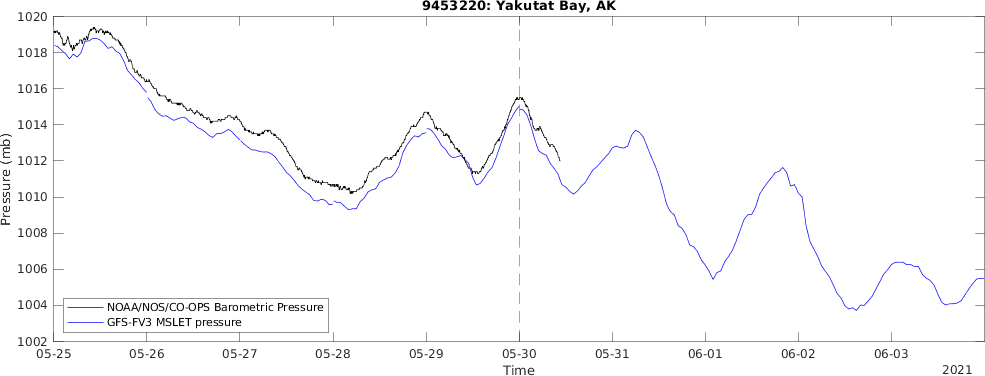 9453220: Yakutat Bay, AK
1020
1018
1016
1014
1012
1010
1008
1006
1004
1002
Pressure (mb)
NOAA/NOS/CO-OPS Barometric Pressure
GFS-FV3 MSLET pressure
05-25 05-26 05-27 05-28 05-29 05-30 05-31 06-01 06-02 06-03
Time
2021